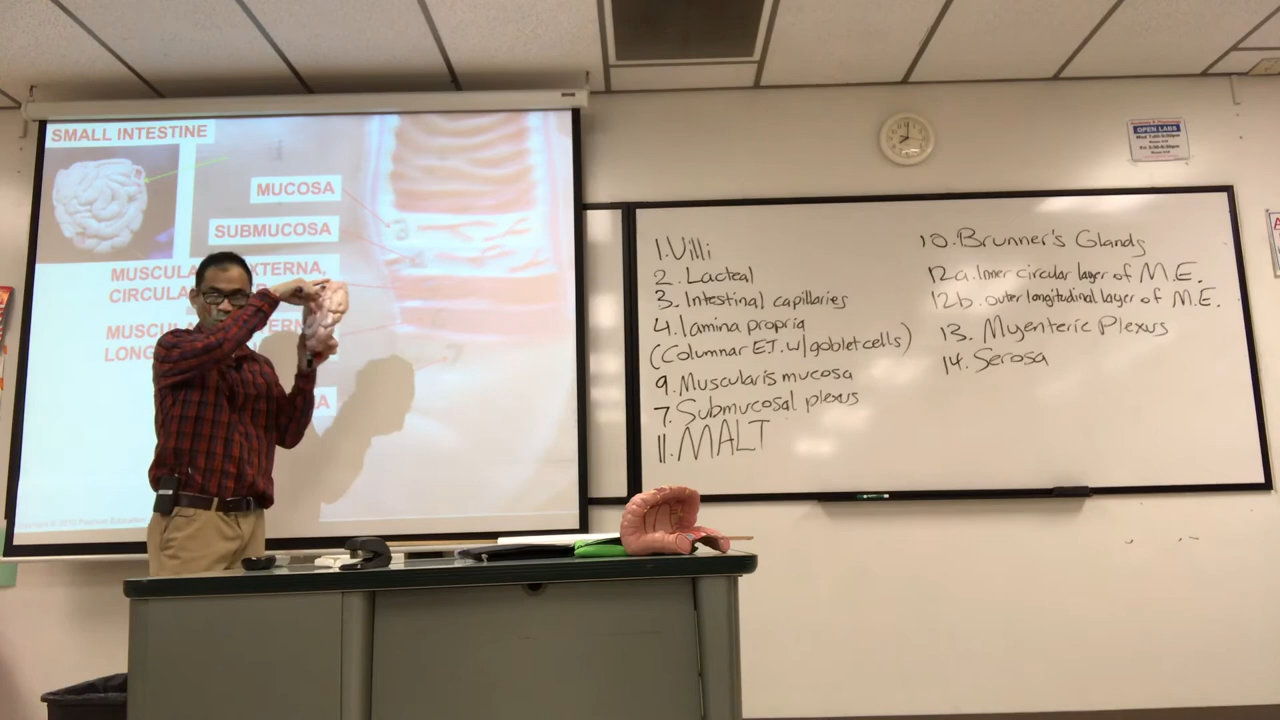 SMALL INTESTINE
MUCOSA
SUBMUCOSA
1. Villi
2. Lacteal
3. Intestinal capillaries
4. lamina propria
(Columnar E.T. w/ goblet cells)
9. Muscularis mucosa
7. Submucosal plexus
11. MALT
10. Brunner's Glands
12a. Inner circular layer of M.E.
12b. outer longitudinal layer of M.E.
13. Myenteric Plexus
14. Serosa
OPEN LABS